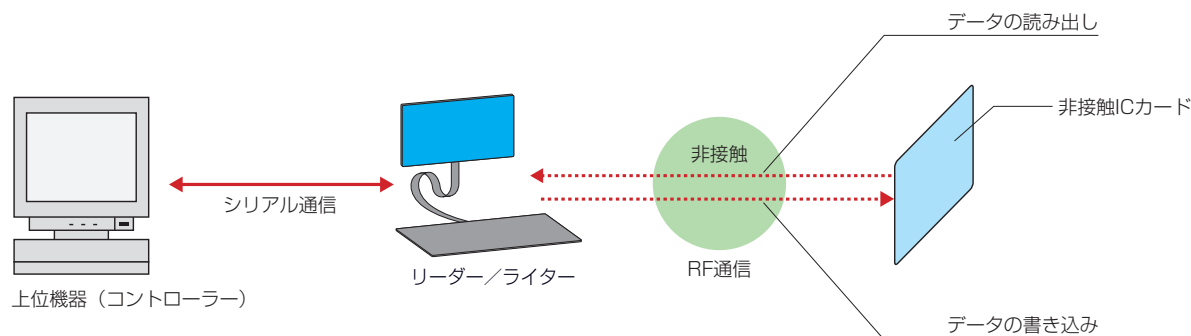 データの読み出し
非接触ICカード
非接触
シリアル通信
リーダー／ライター
RF通信
上位機器（コントローラー）
データの書き込み